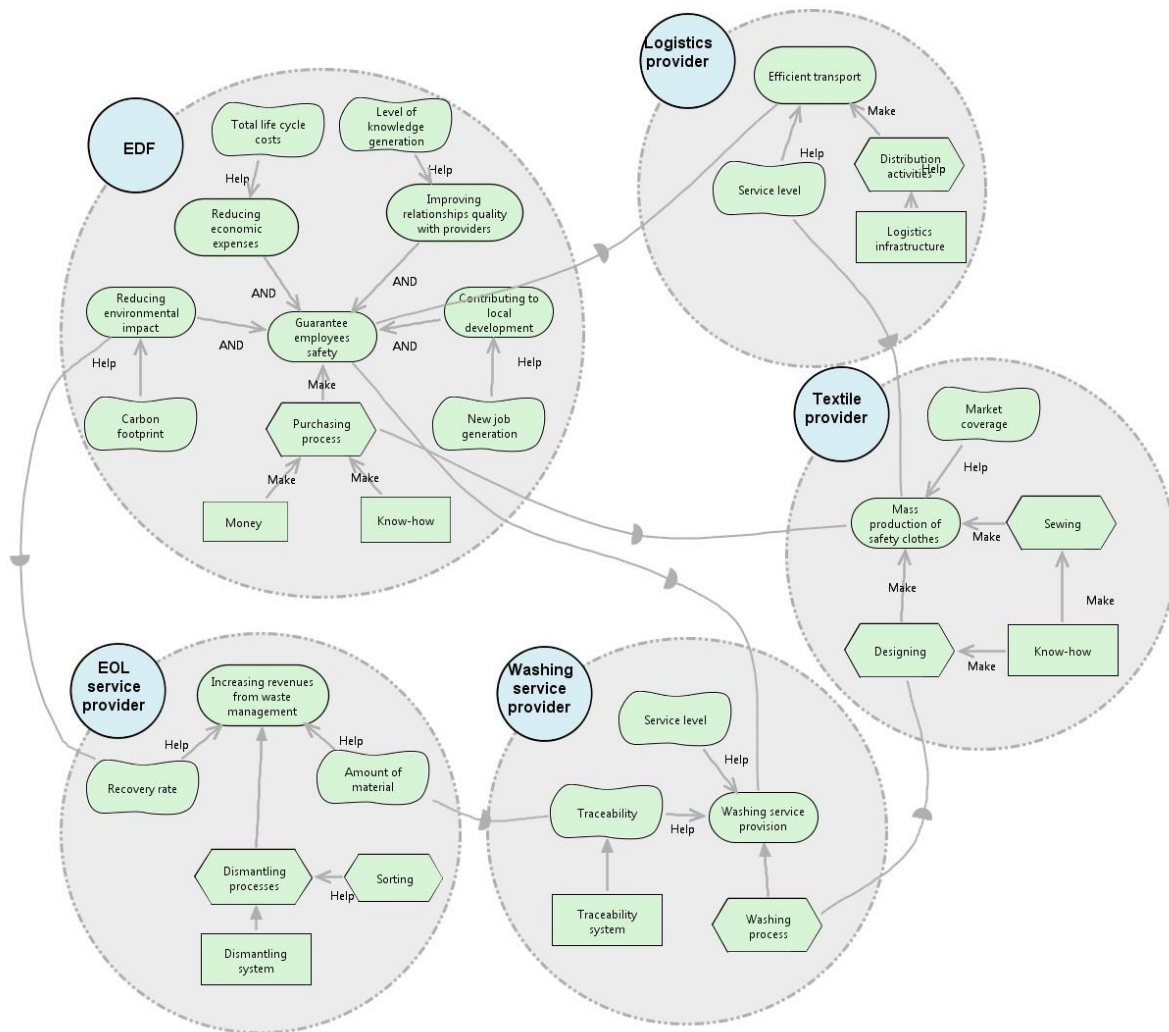 Logistics
provider
Efficient transport
Make
Help
Distribution
activities
Help
Service level
Logistics
infrastructure
EDF
Total life cycle
costs
Level of
knowledge
generation
Help
Help
Reducing
economic
expenses
Improving
relationships quality
with providers
AND
AND
Reducing
environmental
impact
Guarantee
employees
safety
Contributing to
local
development
AND
AND
Help
Make
Help
Carbon
footprint
Purchasing
process
New job
generation
Make
Make
Money
Know-how
Textile
provider
Market
coverage
Help
Mass
production of
safety clothes
Sewing
Make
Make
Make
Designing
Make
Know-how
EOL
service
provider
Increasing revenues
from waste
management
Help
Help
Recovery rate
Amount of
material
Dismantling
processes
Sorting
Help
Dismantling
system
Washing
service
provider
Service level
Help
Traceability
Help
Washing service
provision
Traceability
system
Washing
process